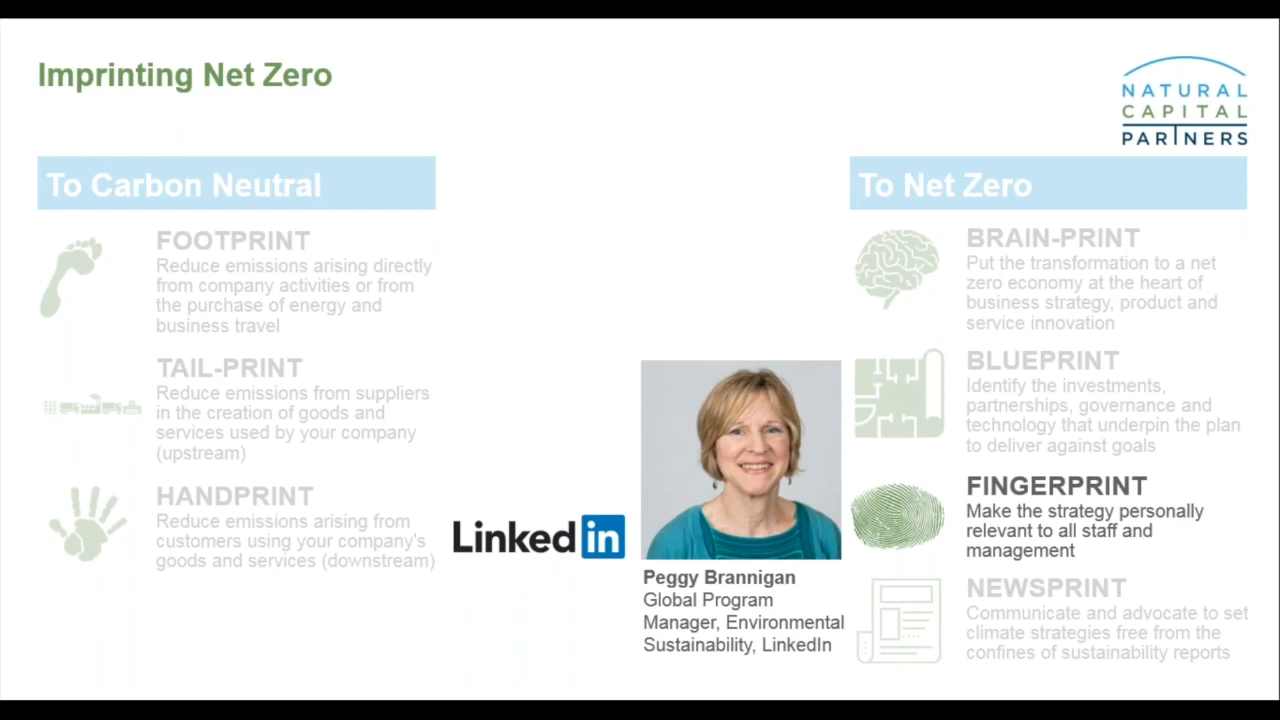 Imprinting Net Zero
NATURAL
CAPITAL
PARTNERS
To Carbon Neutral
FOOTPRINT
Reduce emissions arising directly
from company activities or from
the purchase of energy and
business travel
TAIL-PRINT
Reduce emissions from suppliers
in the creation of goods and
services used by your company
(upstream)
HANDPRINT
Reduce emissions arising from
customers using your company's
goods and services (downstream)
Linked in
Peggy Brannigan
Global Program
Manager, Environmental
Sustainability, LinkedIn
To Net Zero
BRAIN-PRINT
Put the transformation to a net
zero economy at the heart of
business strategy, product and
service innovation
BLUEPRINT
Identify the investments,
partnerships, governance and
technology that underpin the plan
to deliver against goals
FINGERPRINT
Make the strategy personally
relevant to all staff and
management
NEWSPRINT
Communicate and advocate to set
climate strategies free from the
confines of sustainability reports